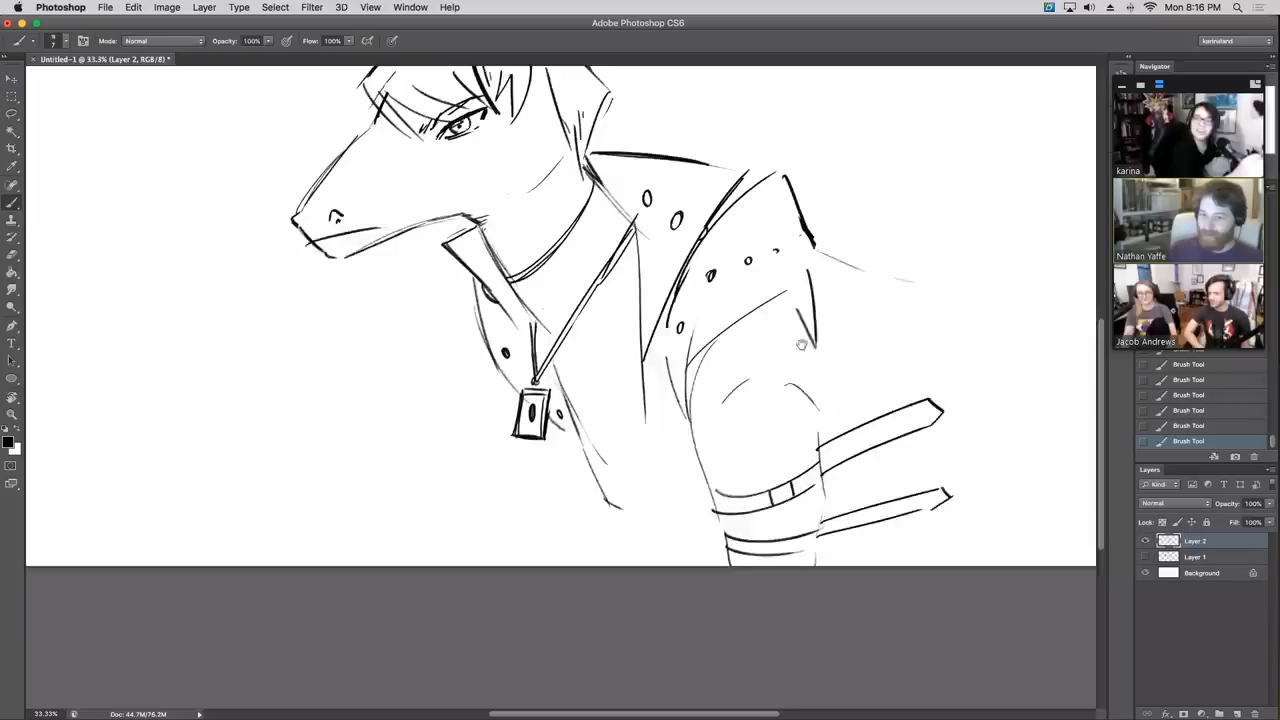 Photoshop File Edit Image Layer Type Select Filter 3D View Window Help Mon 8:16 PM
Adobe Photoshop CS6
Mode: Normal Opacity: 100% Flow: 100%
Untitled-1 @ 33.3% (Layer 2, RGB/8) *
Navigator
karina
Nathan Yaffe
Jacob Andrews
Brush Tool
Brush Tool
Brush Tool
Brush Tool
Brush Tool
Brush Tool
Layers
Kind
Normal Opacity: 100%
Lock: Fill: 100%
Layer 2
Layer 1
Background
33.33% Doc: 44.7M/76.2M